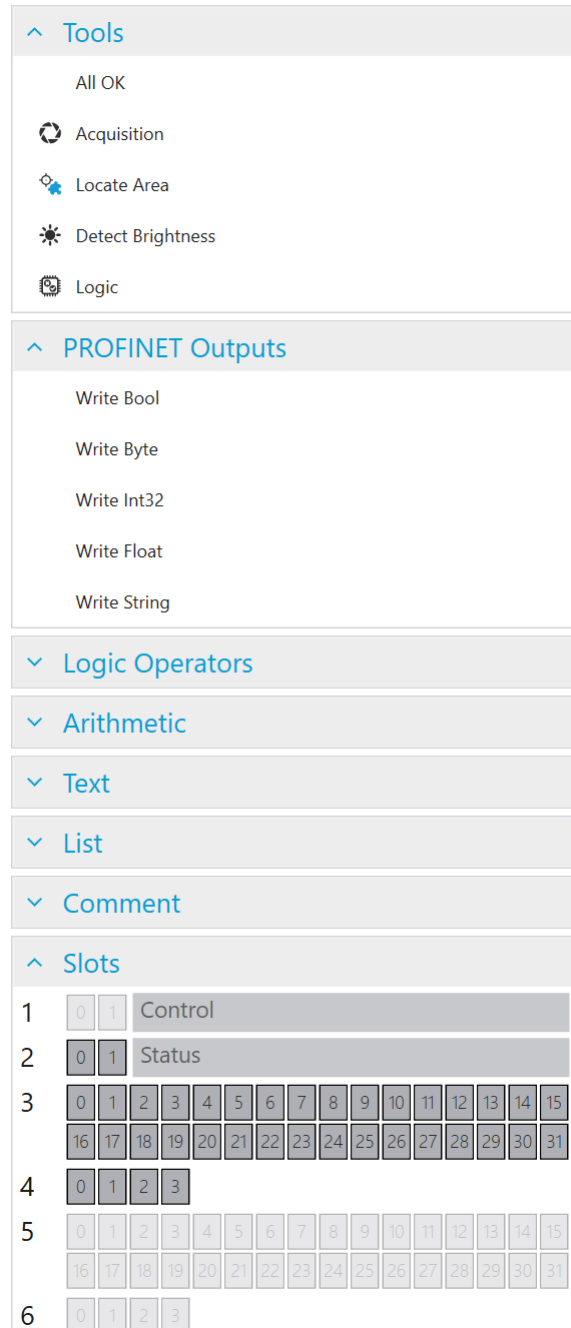 Tools
All OK
Acquisition
Locate Area
Detect Brightness
Logic
PROFINET Outputs
Write Bool
Write Byte
Write Int32
Write Float
Write String
Logic Operators
Arithmetic
Text
List
Comment
Slots
1 0 1 Control
2 0 1 Status
3 0 1 2 3 4 5 6 7 8 9 10 11 12 13 14 15
16 17 18 19 20 21 22 23 24 25 26 27 28 29 30 31
4 0 1 2 3
5 0 1 2 3 4 5 6 7 8 9 10 11 12 13 14 15
16 17 18 19 20 21 22 23 24 25 26 27 28 29 30 31
6 0 1 2 3